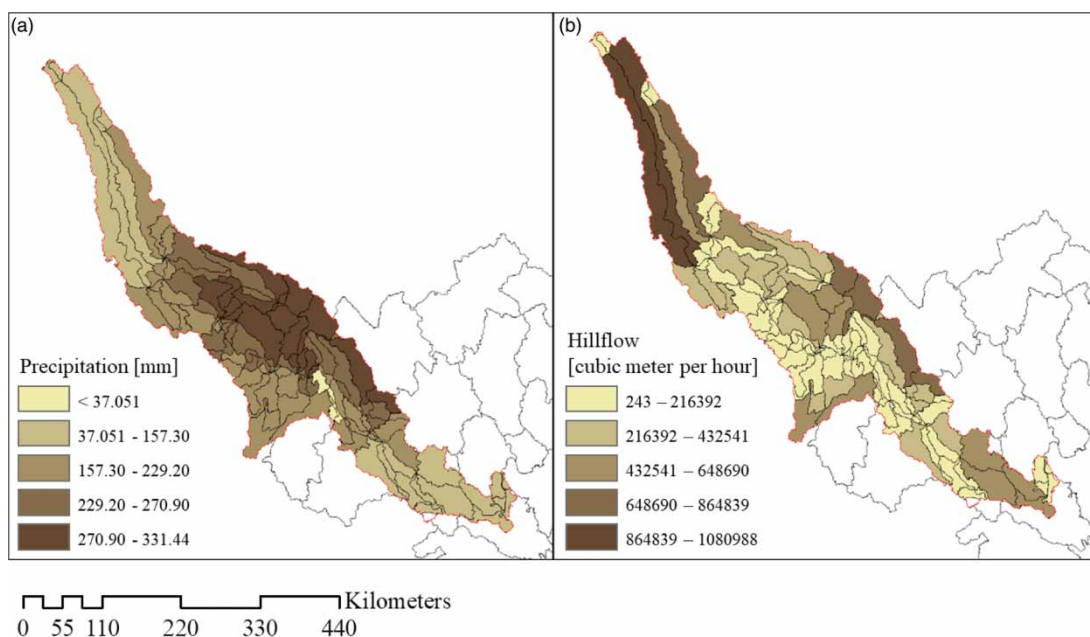 (a)
(b)
Precipitation [mm]
< 37.051
37.051 - 157.30
157.30 - 229.20
229.20 - 270.90
270.90 - 331.44
Hillflow
[cubic meter per hour]
243 – 216392
216392 – 432541
432541 – 648690
648690 – 864839
864839 – 1080988
Kilometers
0 55 110 220 330 440